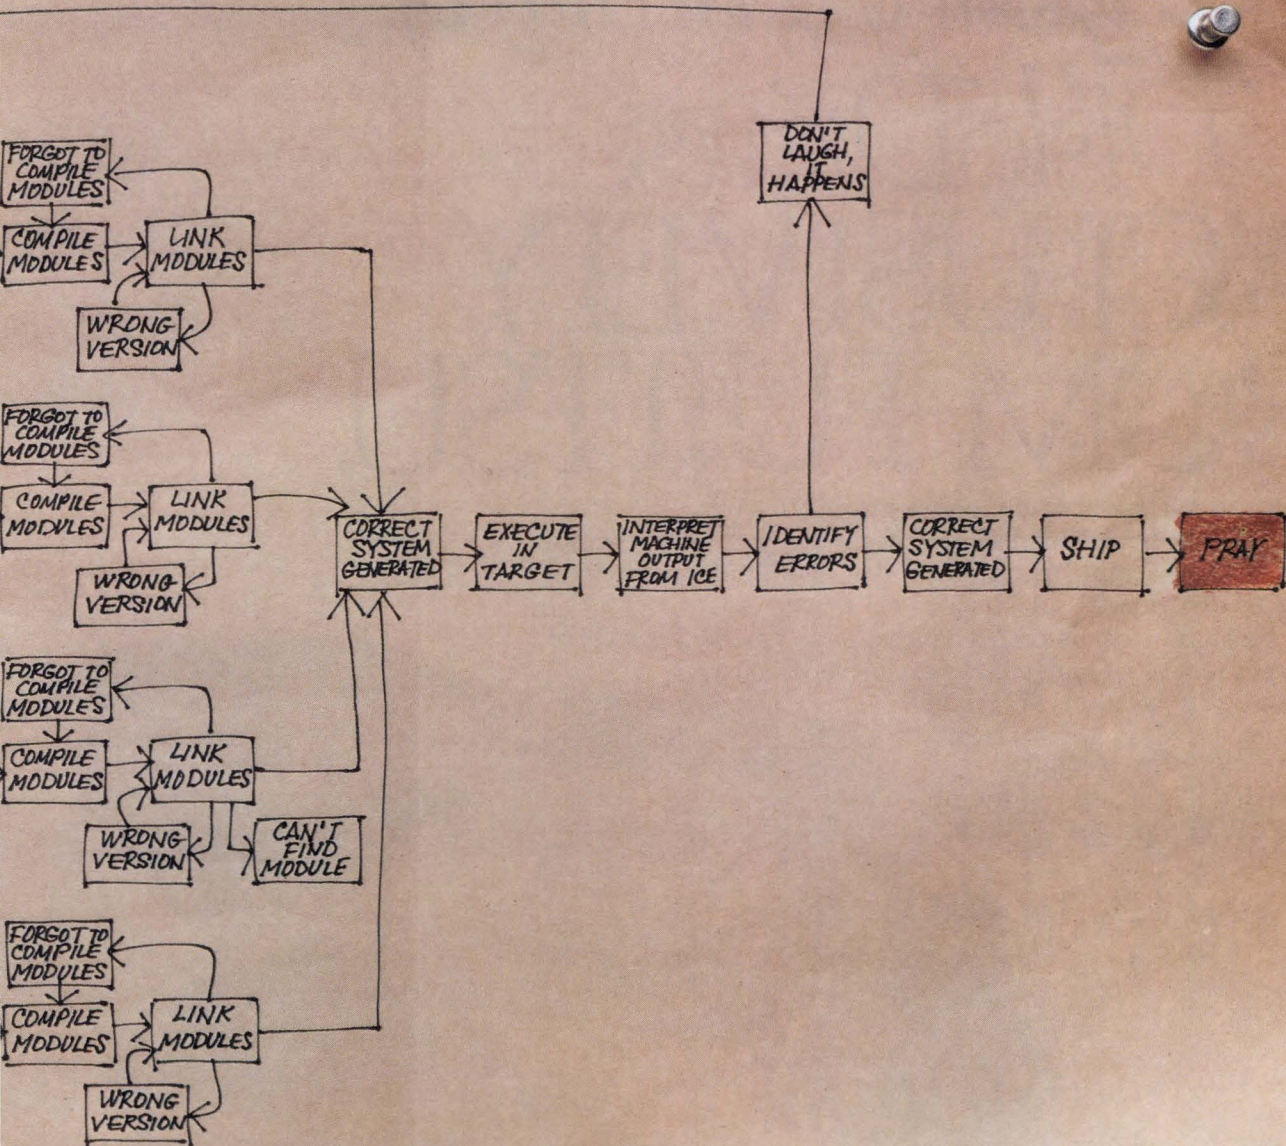 DON'T
LAUGH,
IT
HAPPENS
FORGOT TO
COMPILE
MODULES
COMPILE
MODULES
LINK
MODULES
WRONG
VERSION
FORGOT TO
COMPILE
MODULES
COMPILE
MODULES
LINK
MODULES
WRONG
VERSION
CORRECT
SYSTEM
GENERATED
EXECUTE
IN
TARGET
INTERPRET
MACHINE
OUTPUT
FROM ICE
IDENTIFY
ERRORS
CORRECT
SYSTEM
GENERATED
SHIP
PRAY
FORGOT TO
COMPILE
MODULES
COMPILE
MODULES
LINK
MODULES
WRONG
VERSION
CAN'T
FIND
MODULE
FORGOT TO
COMPILE
MODULES
COMPILE
MODULES
LINK
MODULES
WRONG
VERSION